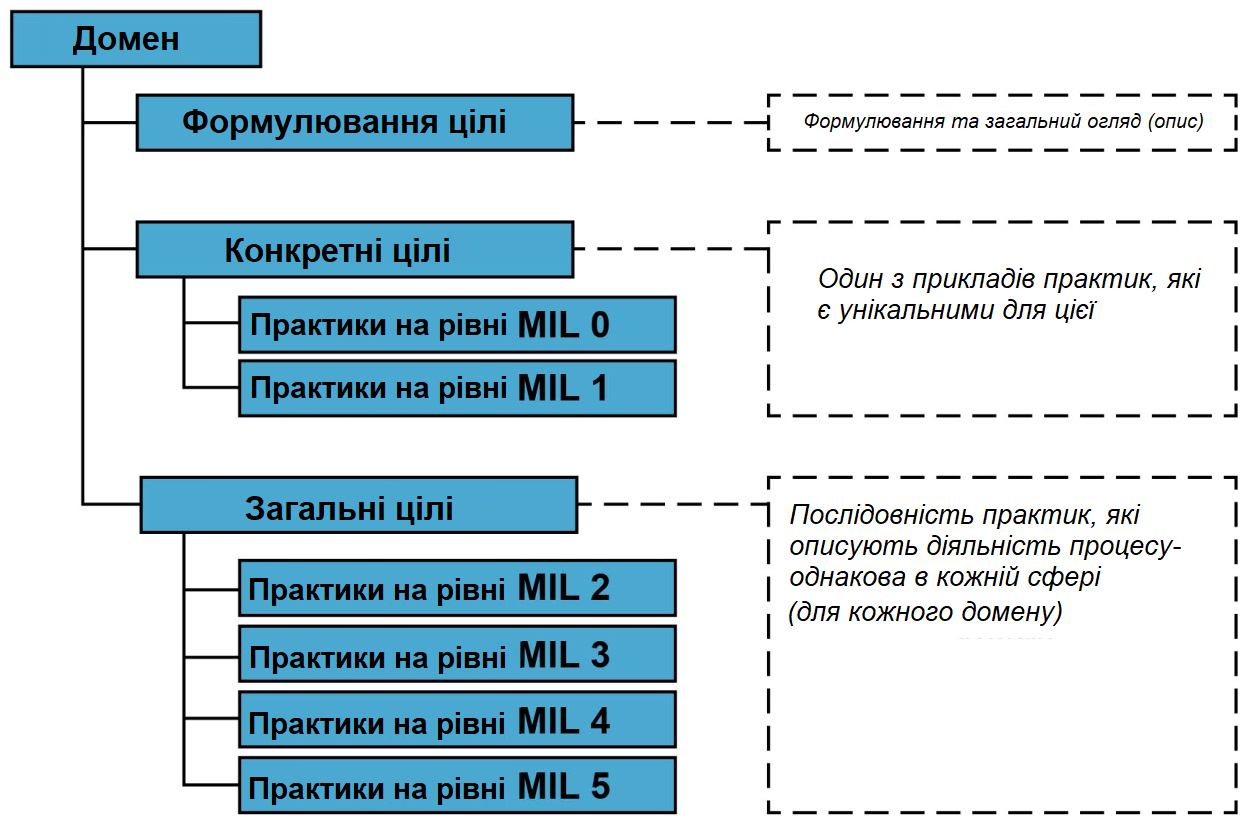 Домен
Формулювання цілі
Формулювання та загальний огляд (опис)
Конкретні цілі
Один з прикладів практик, які
є унікальними для цієї
Практики на рівні MIL 0
Практики на рівні MIL 1
Загальні цілі
Послідовність практик, які
описують діяльність процесу-
однакова в кожній сфері
(для кожного домену)
Практики на рівні MIL 2
Практики на рівні MIL 3
Практики на рівні MIL 4
Практики на рівні MIL 5